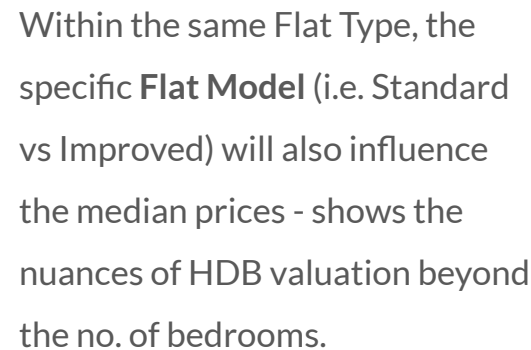 Within the same Flat Type, the
specific Flat Model (i.e. Standard
vs Improved) will also influence
the median prices - shows the
nuances of HDB valuation beyond
the no. of bedrooms.